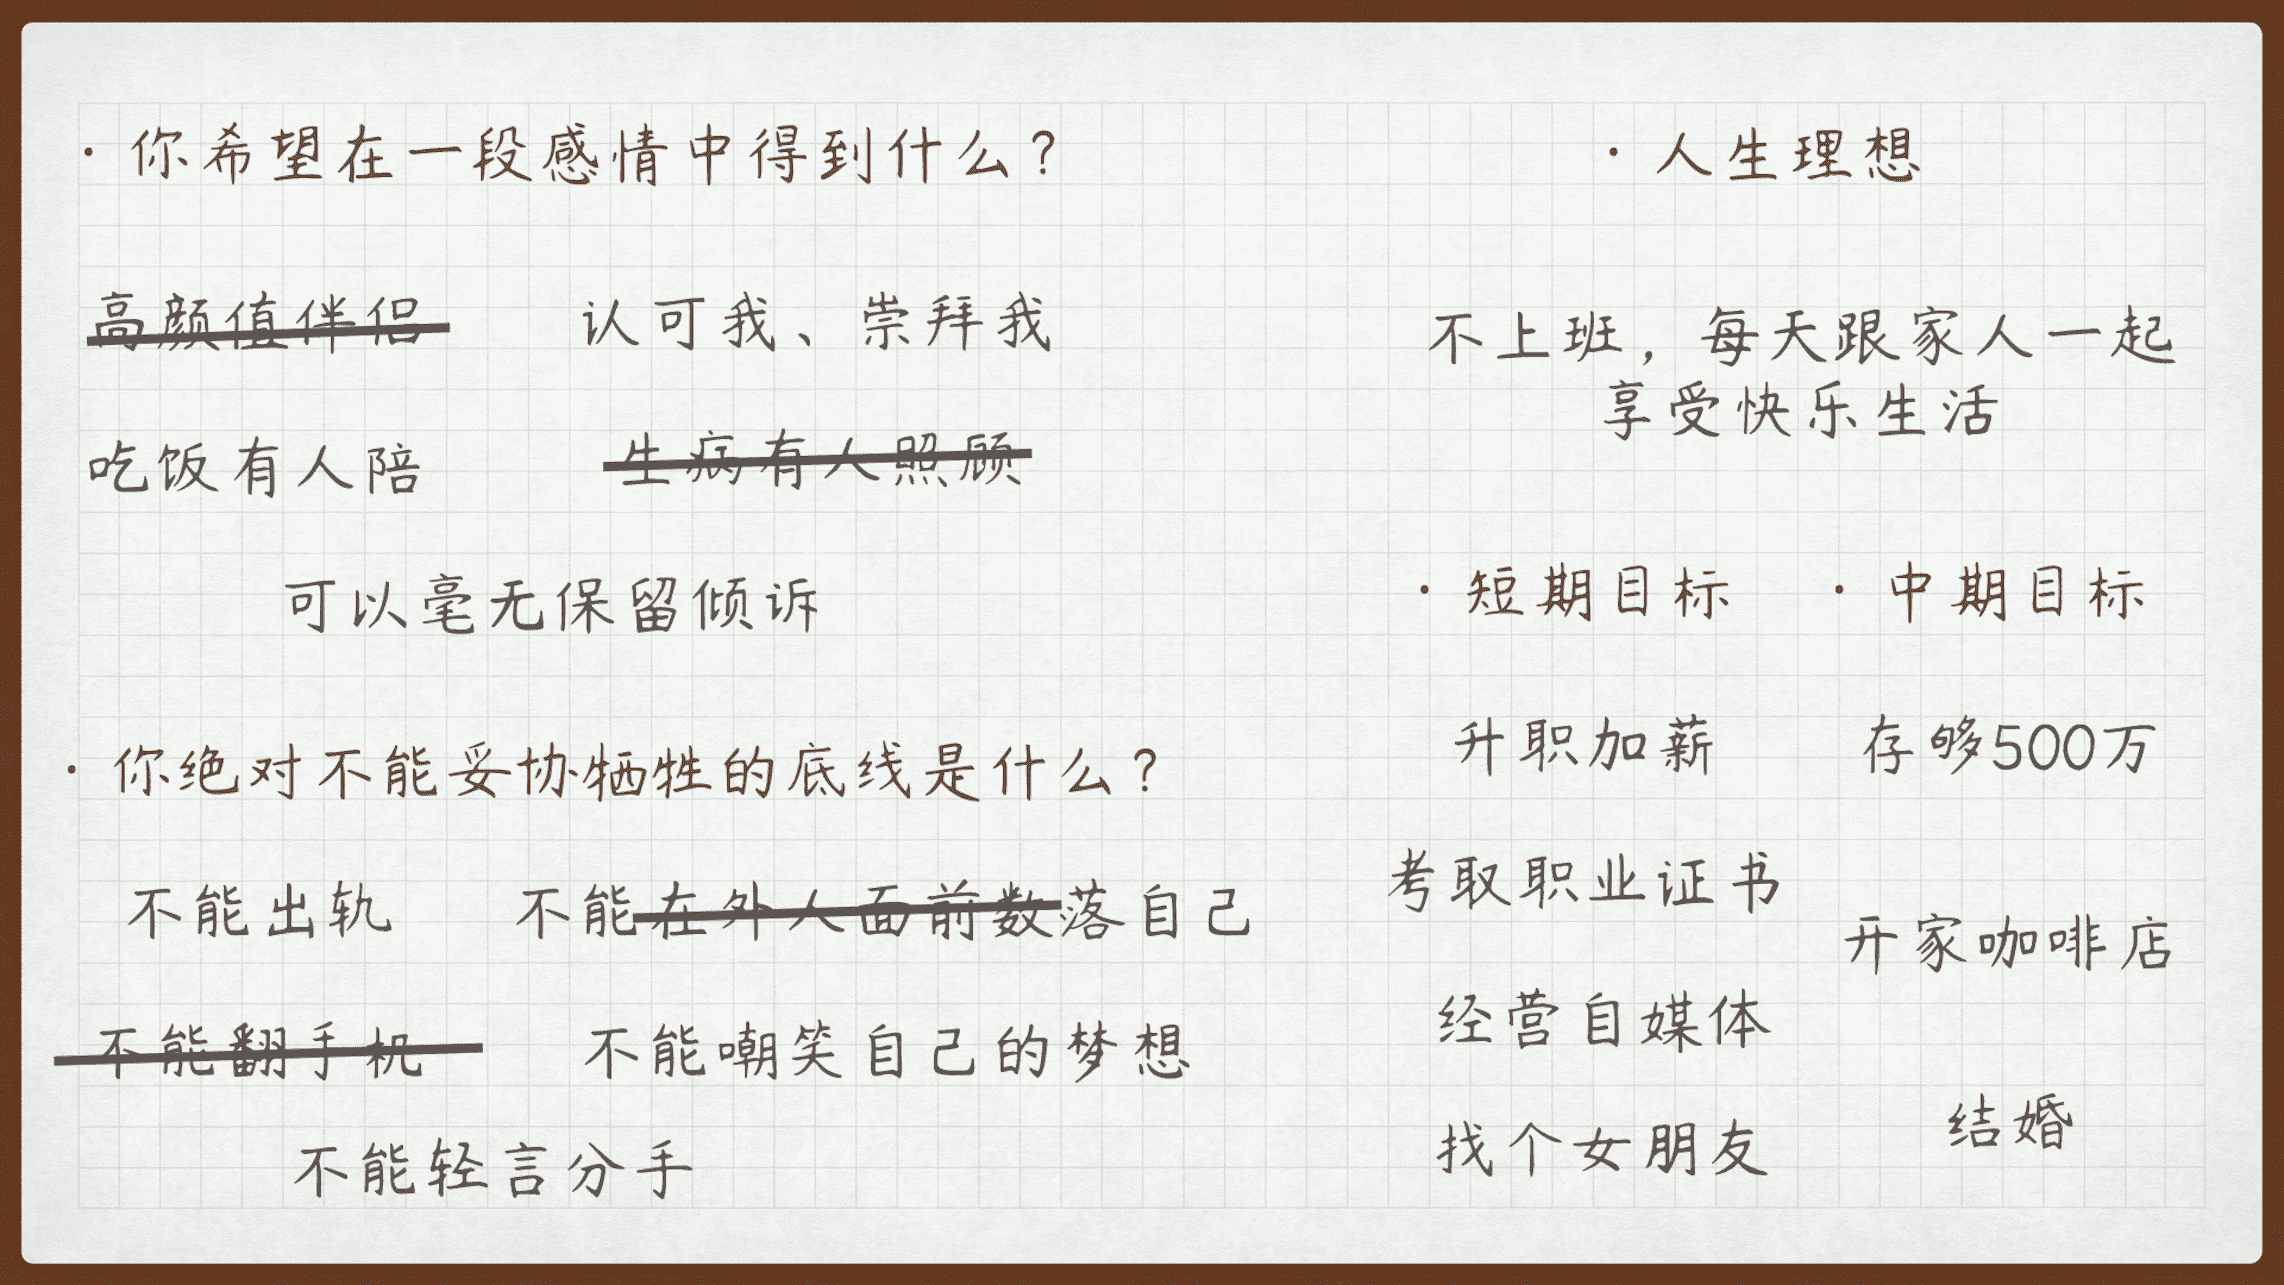 · 你希望在一段感情中得到什么？
高颜值伴侣
认可我、崇拜我
吃饭有人陪
生病有人照顾
可以毫无保留倾诉
· 你绝对不能妥协牺牲的底线是什么？
不能出轨
不能在外人面前数落自己
不能翻手机
不能嘲笑自己的梦想
不能轻言分手
· 人生理想
不上班，每天跟家人一起
享受快乐生活
· 短期目标
升职加薪
考取职业证书
经营自媒体
找个女朋友
· 中期目标
存够500万
开家咖啡店
结婚